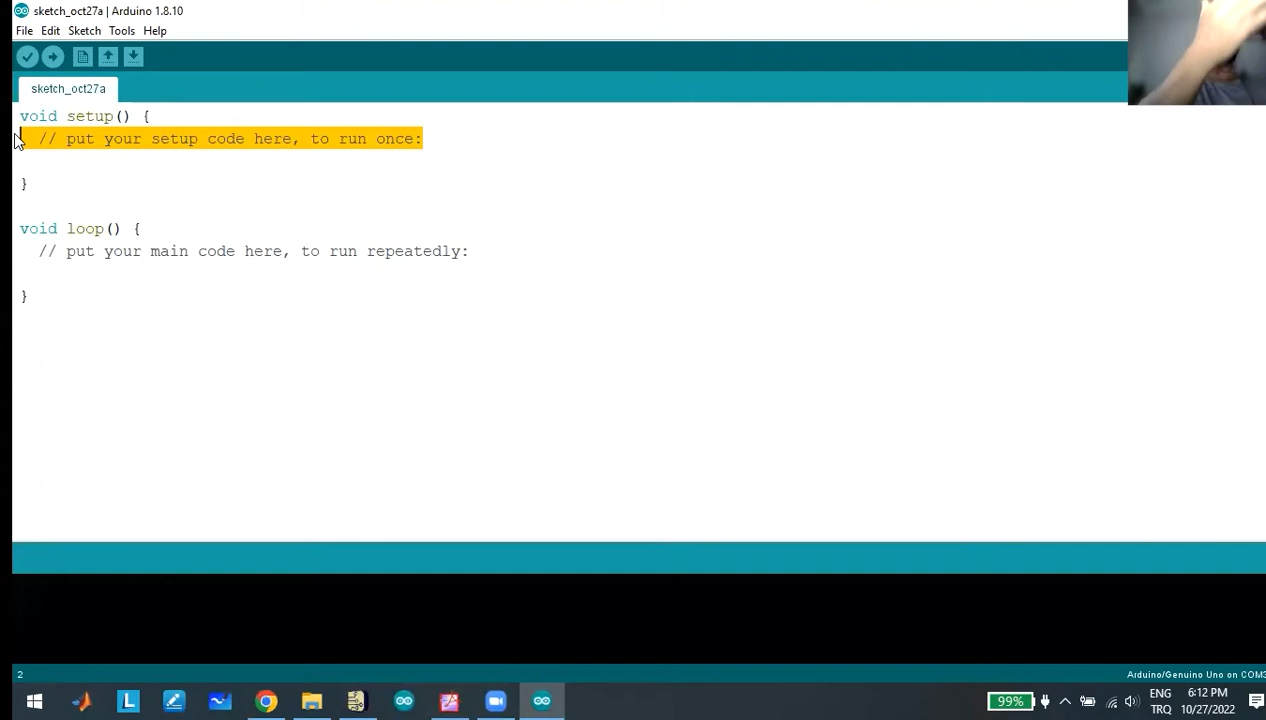 sketch_oct27a | Arduino 1.8.10
File Edit Sketch Tools Help
sketch_oct27a
void setup() {
// put your setup code here, to run once:
}
void loop() {
// put your main code here, to run repeatedly:
}
2
Arduino/Genuino Uno on COM3
L
99%
ENG
TRQ
6:12 PM
10/27/2022